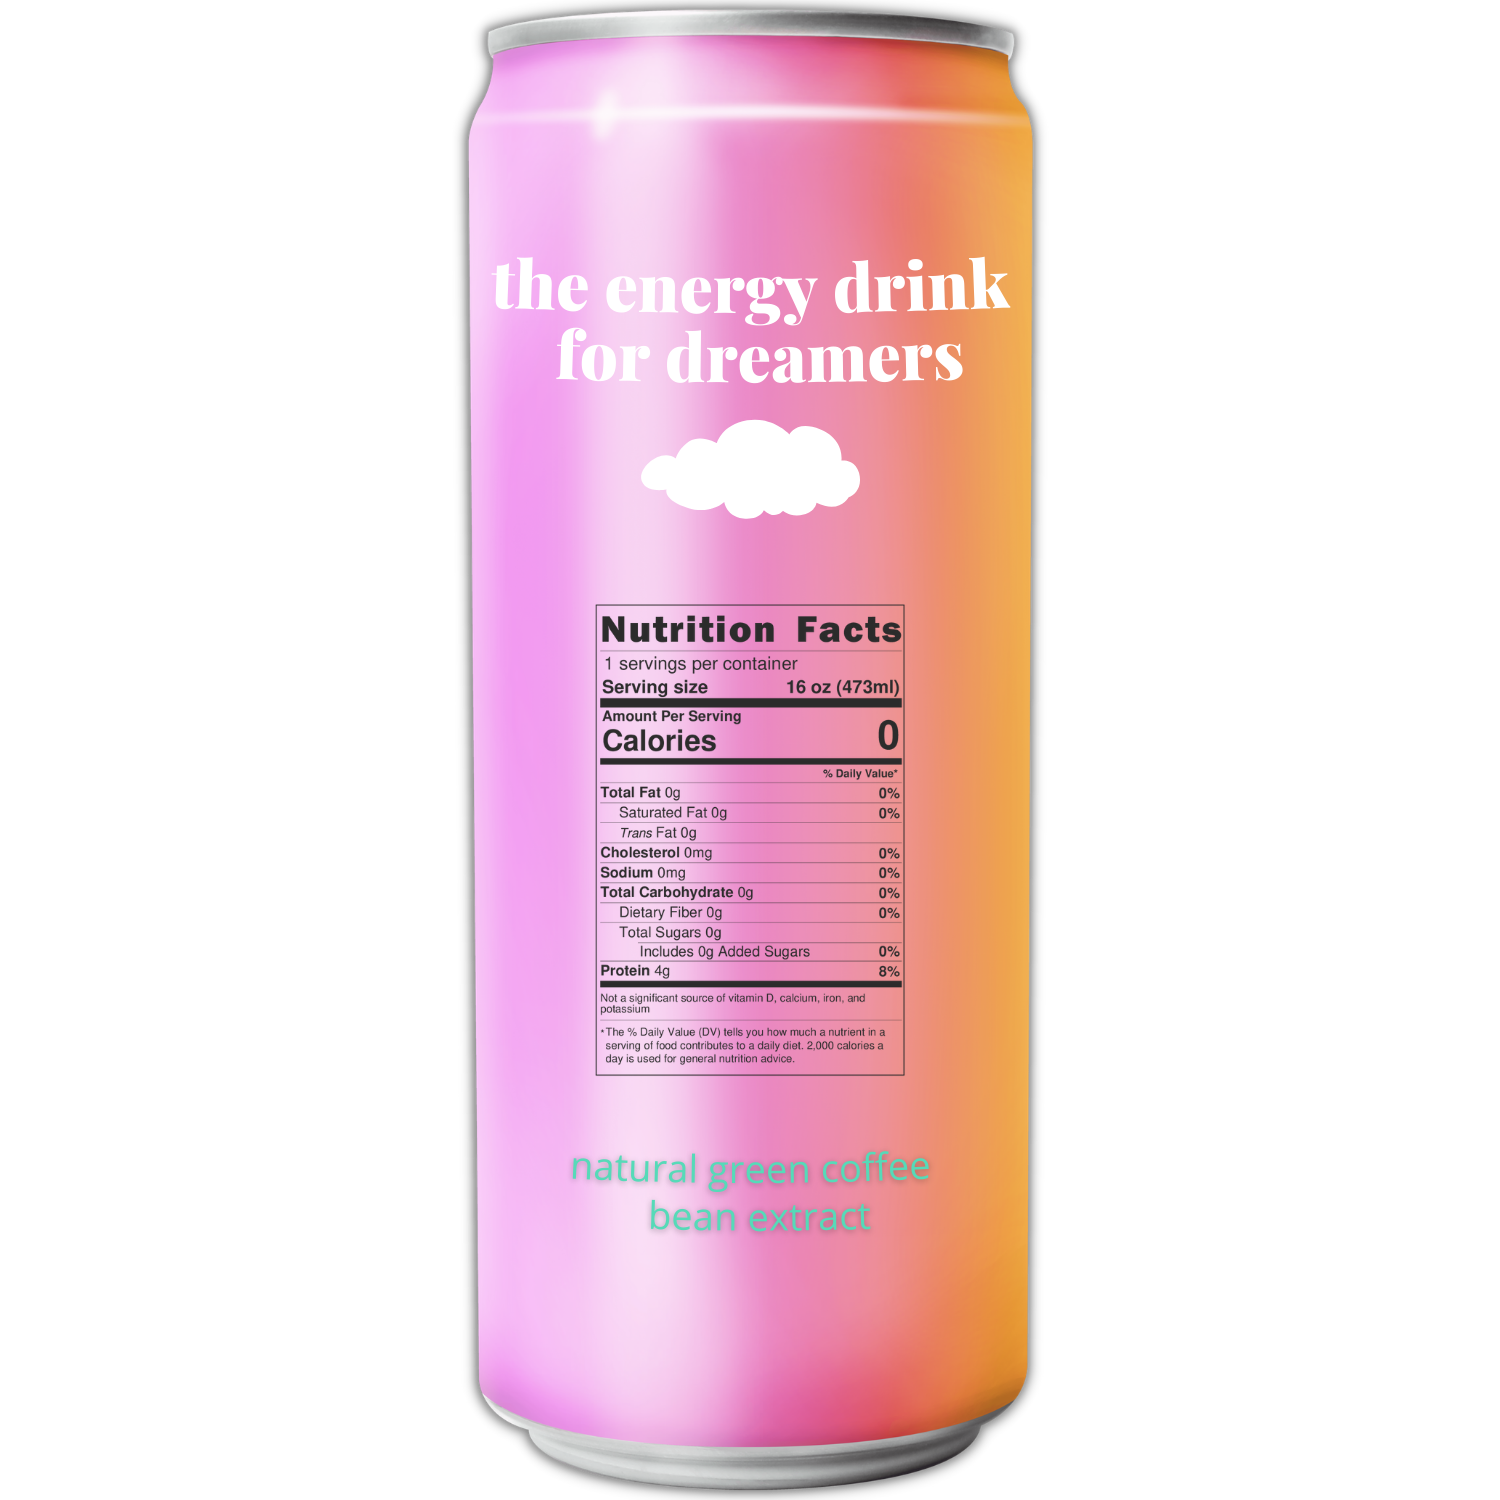 the energy drink
for dreamers
Nutrition Facts
1 servings per container
Serving size 16 oz (473ml)
Amount Per Serving
Calories 0
% Daily Value*
Total Fat 0g 0%
Saturated Fat 0g 0%
Trans Fat 0g
Cholesterol 0mg 0%
Sodium 0mg 0%
Total Carbohydrate 0g 0%
Dietary Fiber 0g 0%
Total Sugars 0g
Includes 0g Added Sugars 0%
Protein 4g 8%
Not a significant source of vitamin D, calcium, iron, and
potassium
*The % Daily Value (DV) tells you how much a nutrient in a
serving of food contributes to a daily diet. 2,000 calories a
day is used for general nutrition advice.
natural green coffee
bean extract